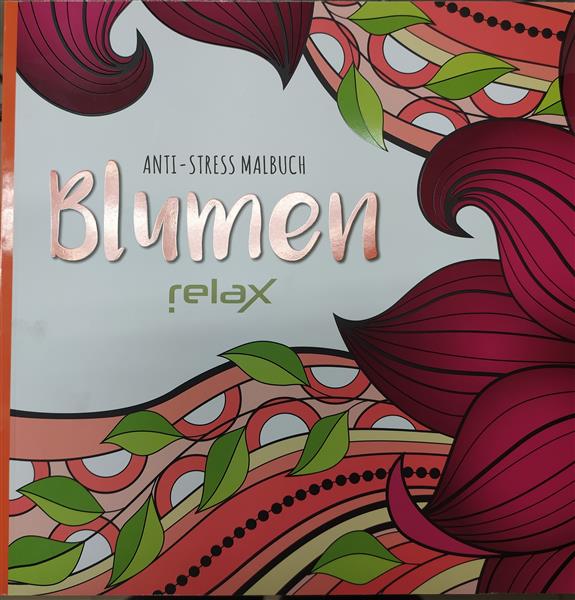 ANTI-STRESS MALBUCH
Blumen
relax